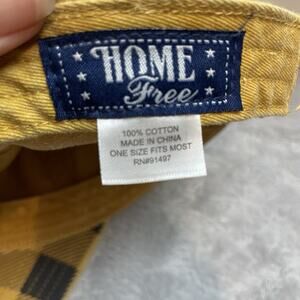 HOME
Free
100% COTTON
MADE IN CHINA
ONE SIZE FITS MOST
RN#91497